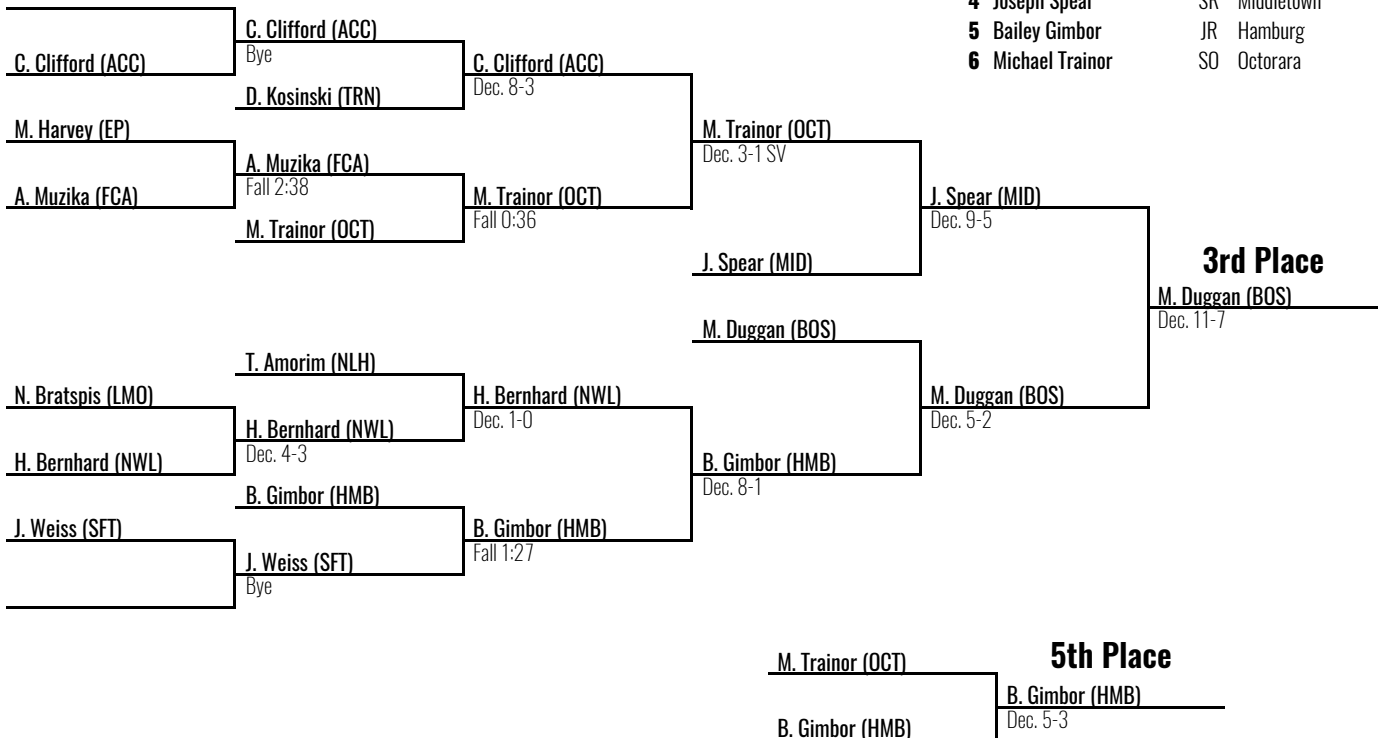 4 Joseph Spear SR Middletown
5 Bailey Gimbor JR Hamburg
6 Michael Trainor SO Octorara
C. Clifford (ACC)
Bye
C. Clifford (ACC)
C. Clifford (ACC)
Dec. 8-3
D. Kosinski (TRN)
M. Harvey (EP)
M. Trainor (OCT)
Dec. 3-1 SV
A. Muzika (FCA)
Fall 2:38
A. Muzika (FCA)
M. Trainor (OCT)
Fall 0:36
J. Spear (MID)
Dec. 9-5
M. Trainor (OCT)
J. Spear (MID)
3rd Place
M. Duggan (BOS)
Dec. 11-7
M. Duggan (BOS)
T. Amorim (NLH)
N. Bratspis (LMO)
H. Bernhard (NWL)
Dec. 1-0
M. Duggan (BOS)
Dec. 5-2
H. Bernhard (NWL)
Dec. 4-3
H. Bernhard (NWL)
B. Gimbor (HMB)
Dec. 8-1
B. Gimbor (HMB)
J. Weiss (SFT)
B. Gimbor (HMB)
Fall 1:27
J. Weiss (SFT)
Bye
M. Trainor (OCT)
5th Place
B. Gimbor (HMB)
Dec. 5-3
B. Gimbor (HMB)